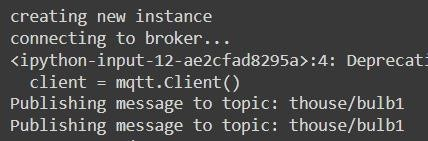 creating new instance
connecting to broker...
<ipython-input-12-ae2cfad8295a>:4: Deprecati
client = mqtt.Client()
Publishing message to topic: thouse/bulb1
Publishing message to topic: thouse/bulb1